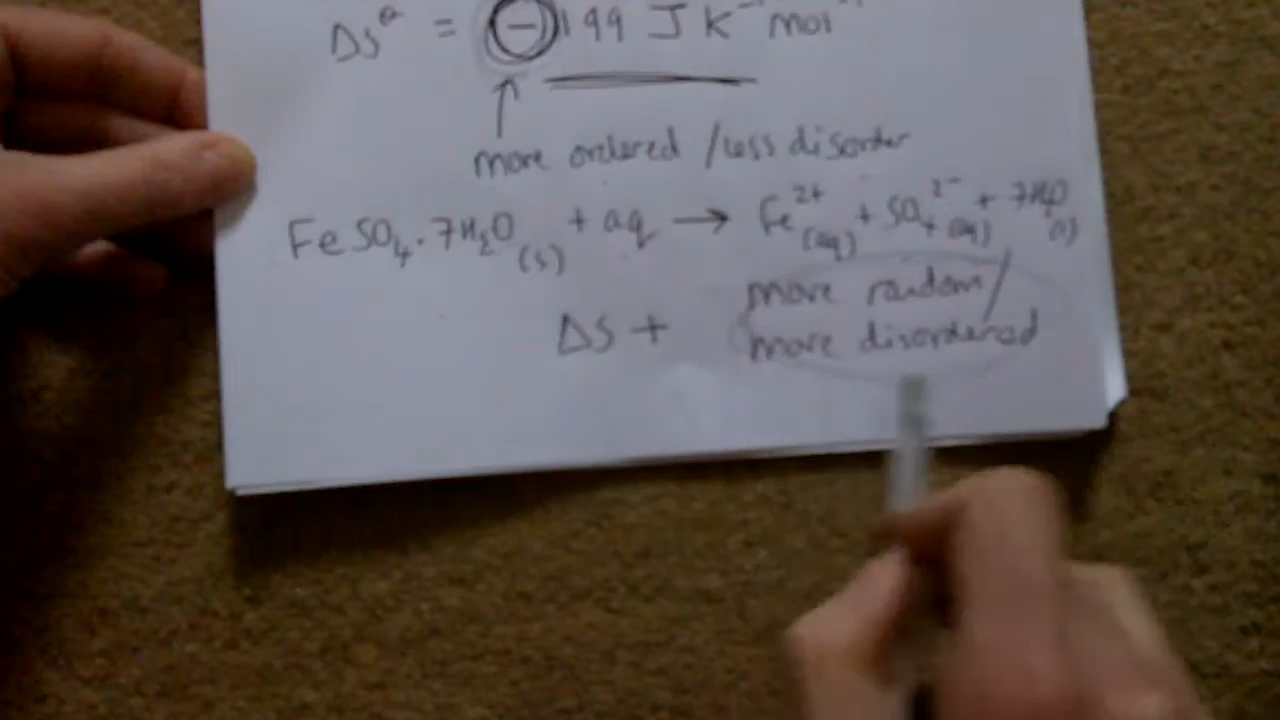 ΔS° = -199 J K⁻¹ mol⁻¹
more ordered / less disorder
FeSO₄.7H₂O(s) + aq → Fe²⁺(aq) + SO₄²⁻(aq) + 7H₂O(l)
more random/
ΔS + more disordered